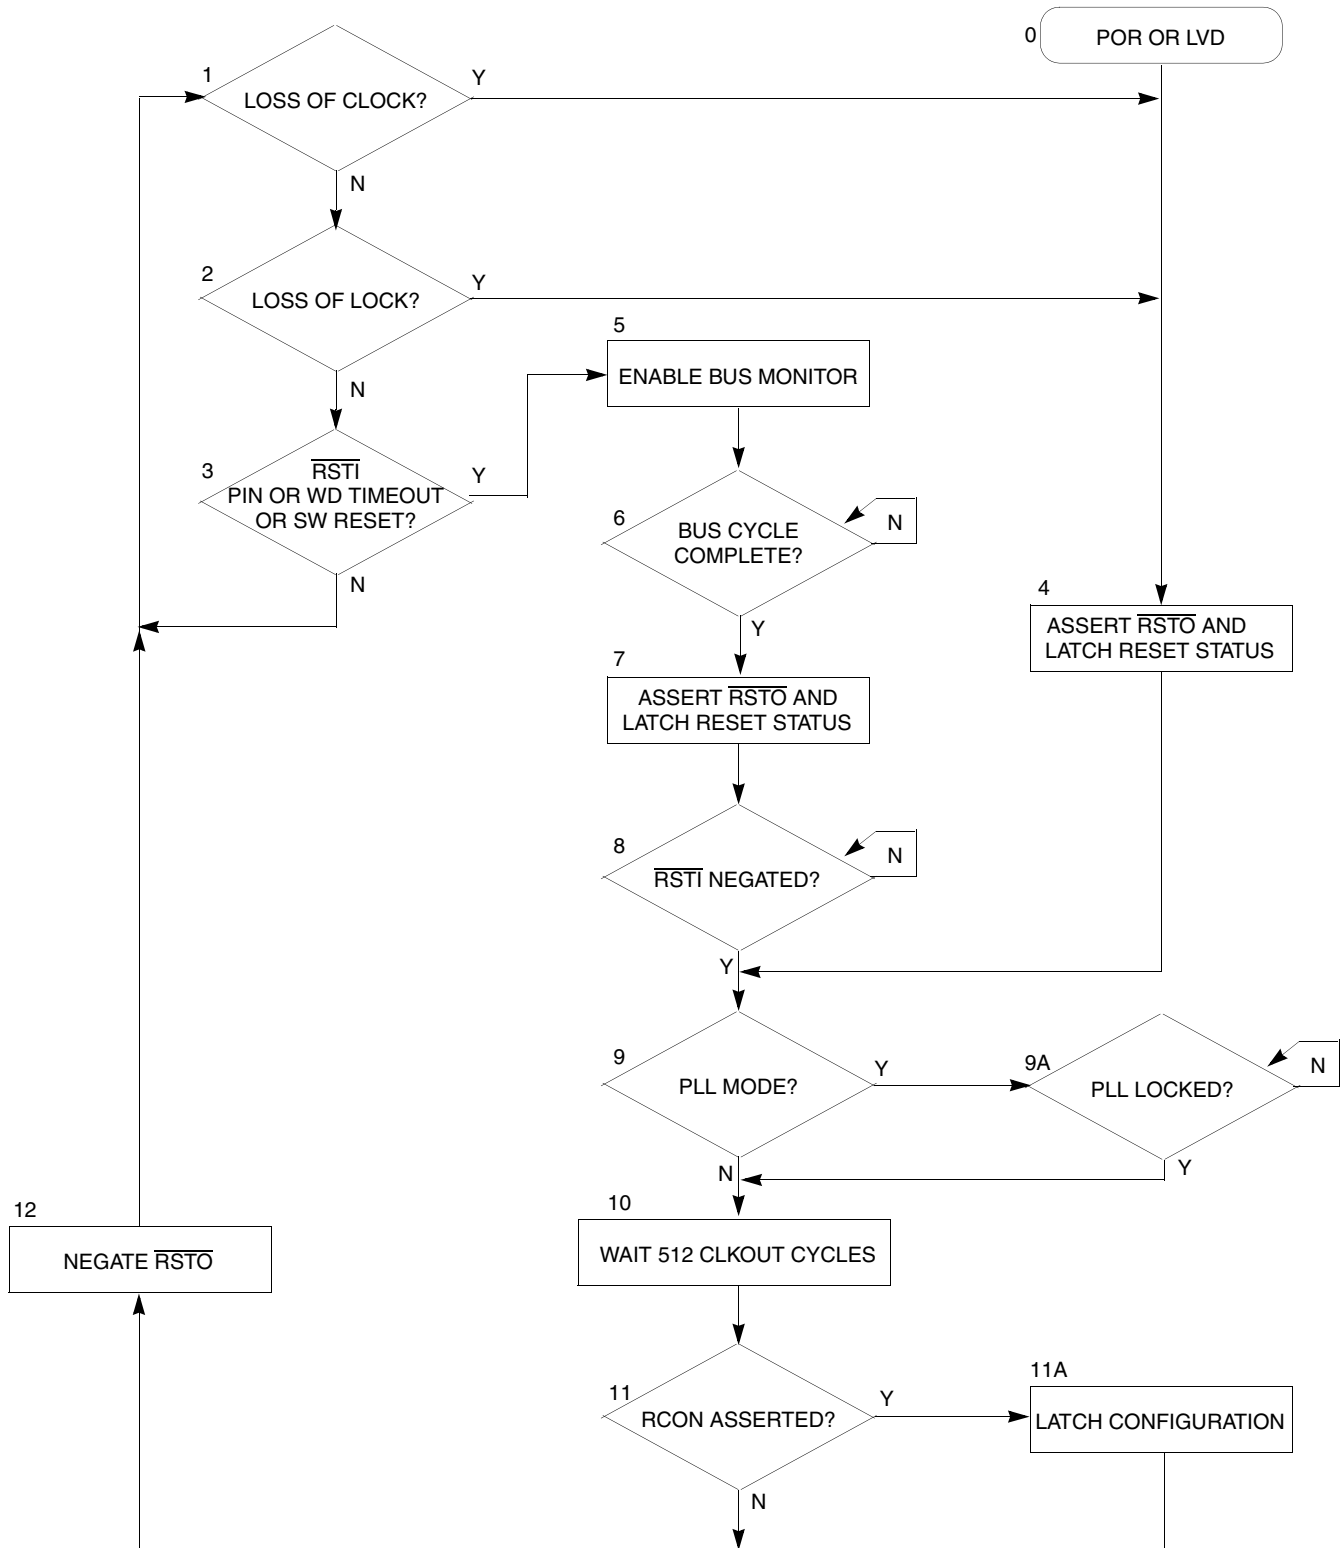 0
POR OR LVD
1
LOSS OF CLOCK?
Y
N
2
LOSS OF LOCK?
Y
N
3
RSTI
PIN OR WD TIMEOUT
OR SW RESET?
Y
N
5
ENABLE BUS MONITOR
6
BUS CYCLE
COMPLETE?
N
Y
4
ASSERT RSTO AND
LATCH RESET STATUS
7
ASSERT RSTO AND
LATCH RESET STATUS
8
RSTI NEGATED?
N
Y
9
PLL MODE?
Y
N
9A
PLL LOCKED?
N
Y
10
WAIT 512 CLKOUT CYCLES
12
NEGATE RSTO
11
RCON ASSERTED?
Y
N
11A
LATCH CONFIGURATION